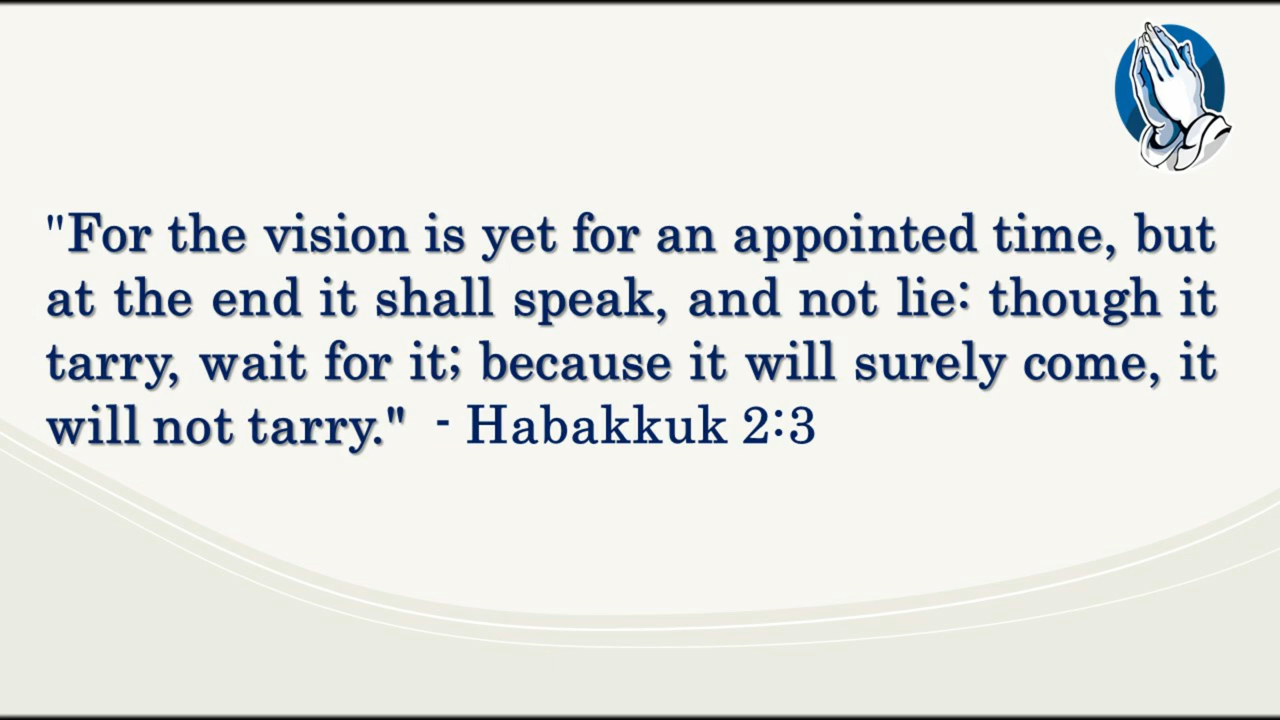 "For the vision is yet for an appointed time, but
at the end it shall speak, and not lie: though it
tarry, wait for it; because it will surely come, it
will not tarry." - Habakkuk 2:3